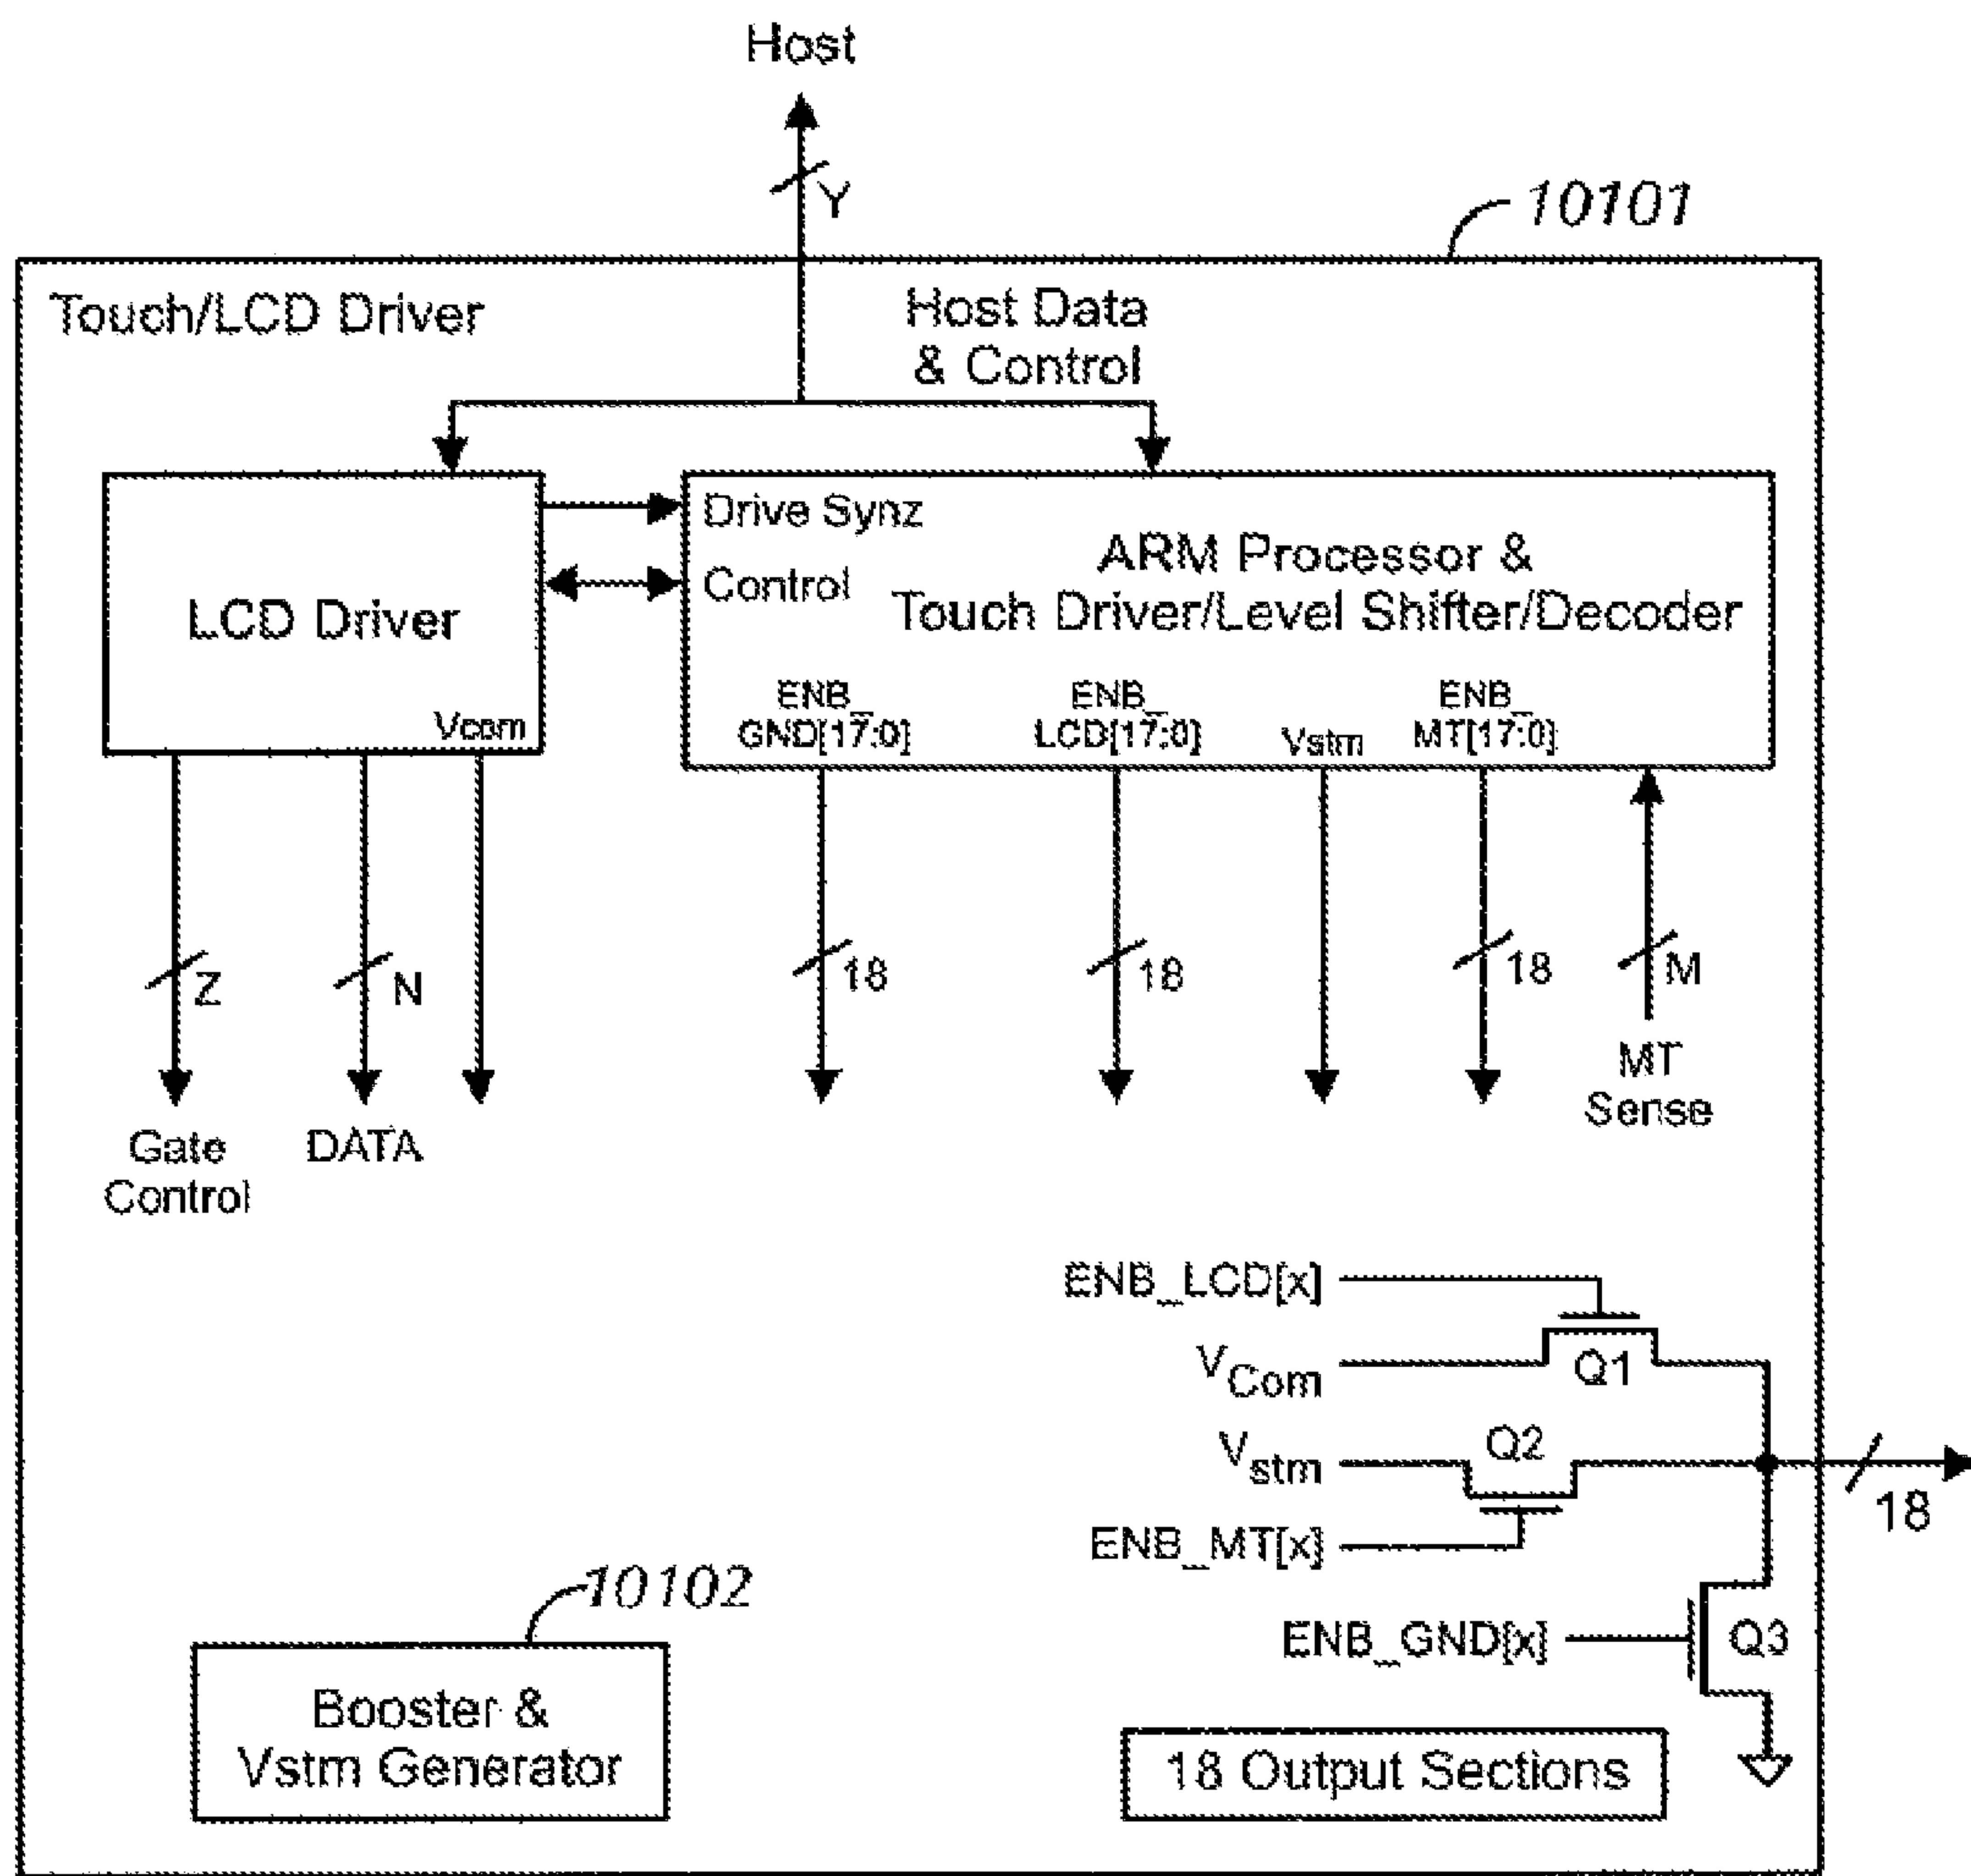 Host
Y
10101
Touch/LCD Driver
Host Data
& Control
LCD Driver
Vcom
Drive Synz
Control
ARM Processor &
Touch Driver/Level Shifter/Decoder
ENB_
GND[17:0]
ENB_
LCD[17:0]
Vstm
ENB_
MT[17:0]
Z
N
18
18
18
M
Gate
Control
DATA
MT
Sense
ENB_LCD[x]
VCom
Q1
Vstm
Q2
18
ENB_MT[x]
ENB_GND[x]
Q3
10102
Booster &
Vstm Generator
18 Output Sections